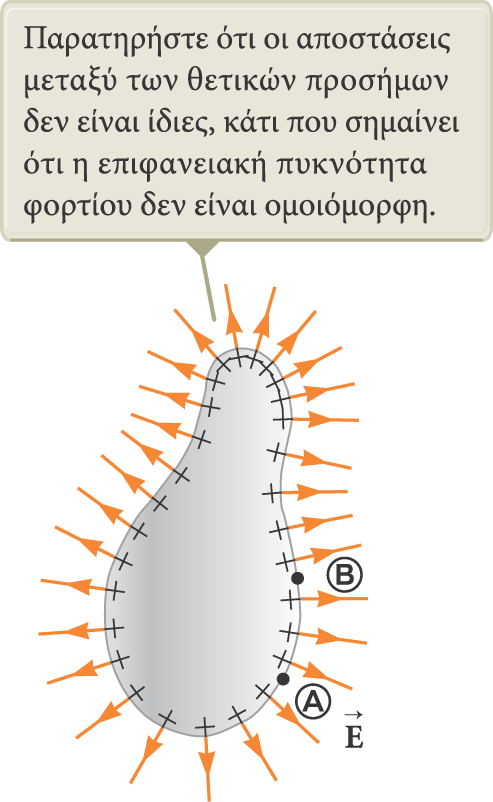 Παρατηρήστε ότι οι αποστάσεις
μεταξύ των θετικών προσήμων
δεν είναι ίδιες, κάτι που σημαίνει
ότι η επιφανειακή πυκνότητα
φορτίου δεν είναι ομοιόμορφη.
B
A
E